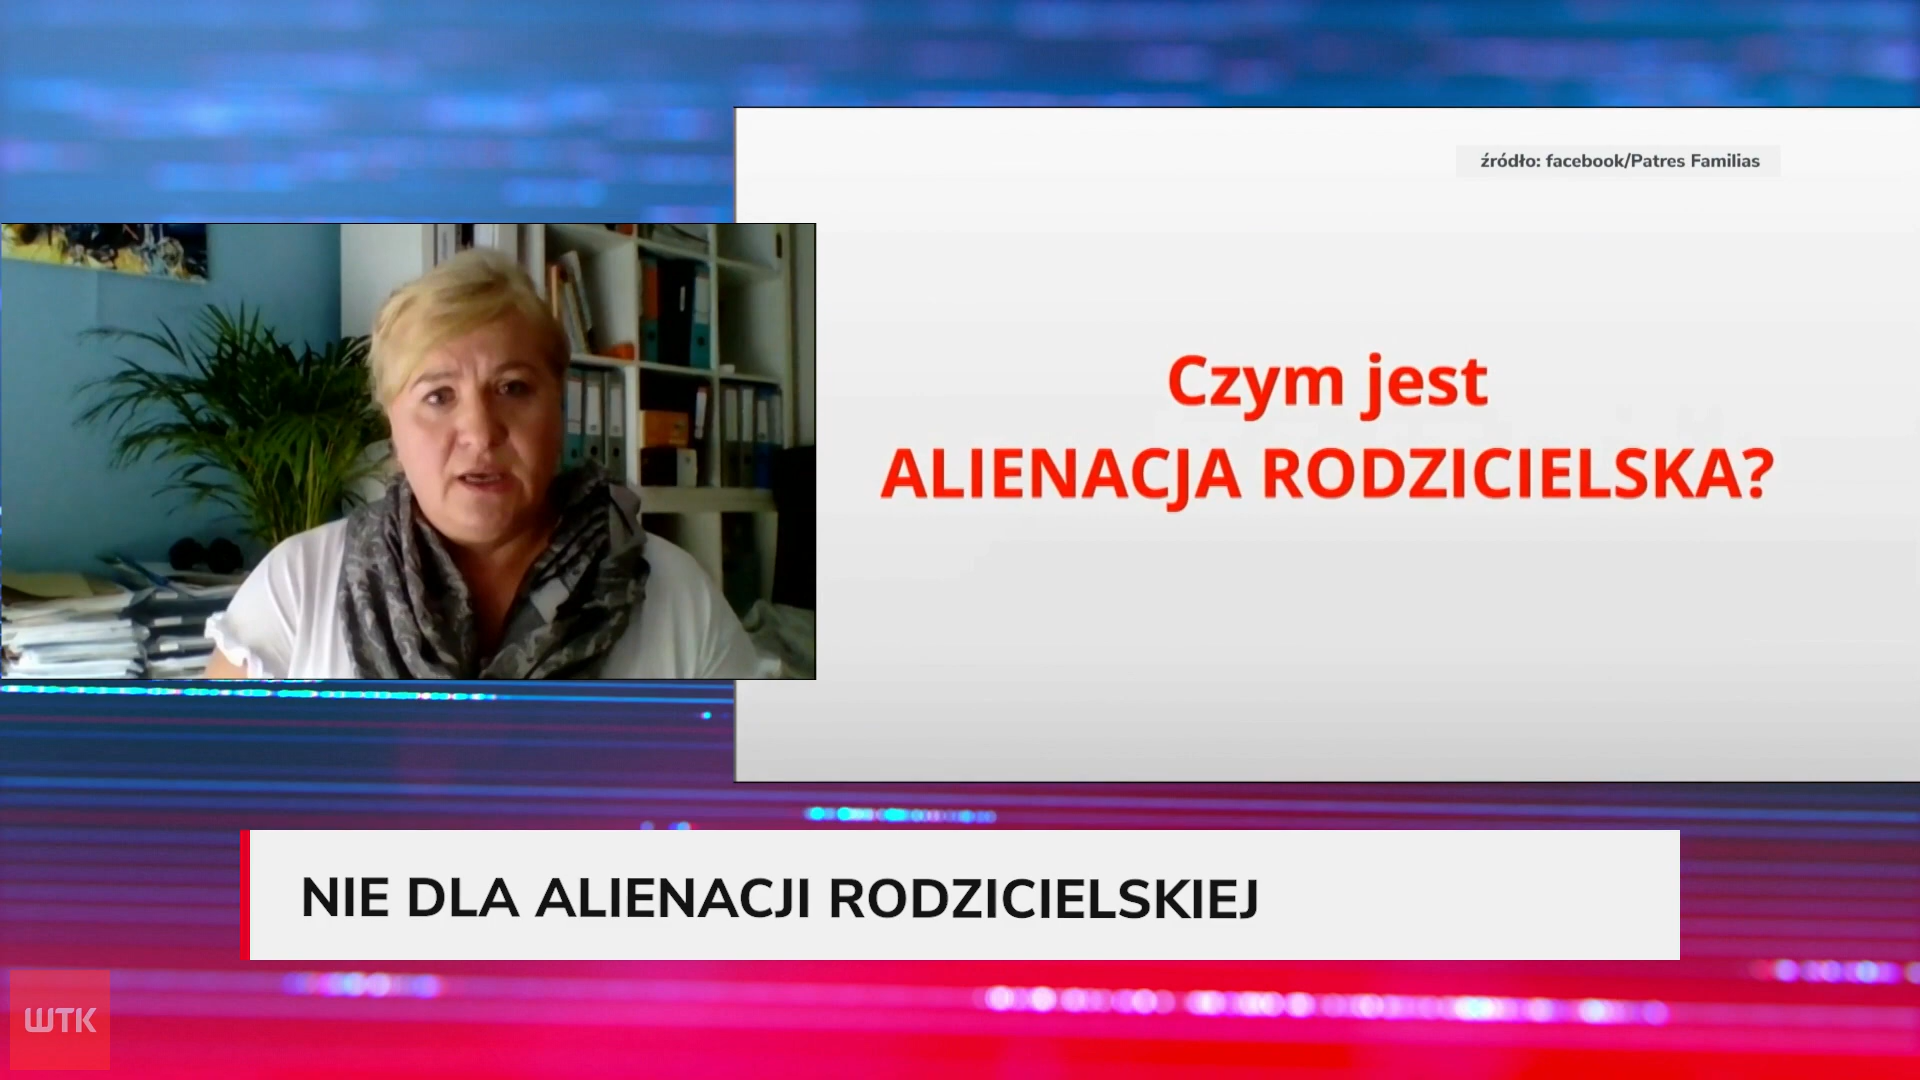 źródło: facebook/Patres Familias
Czym jest
ALIENACJA RODZICIELSKA?
NIE DLA ALIENACJI RODZICIELSKIEJ
WTK